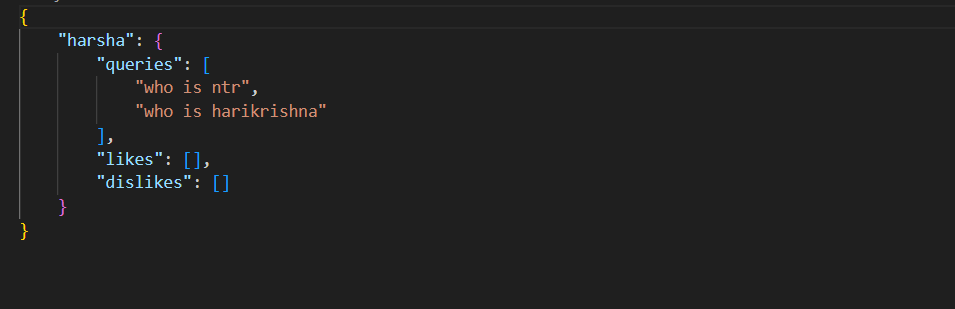 {
"harsha": {
"queries": [
"who is ntr",
"who is harikrishna"
],
"likes": [],
"dislikes": []
}
}